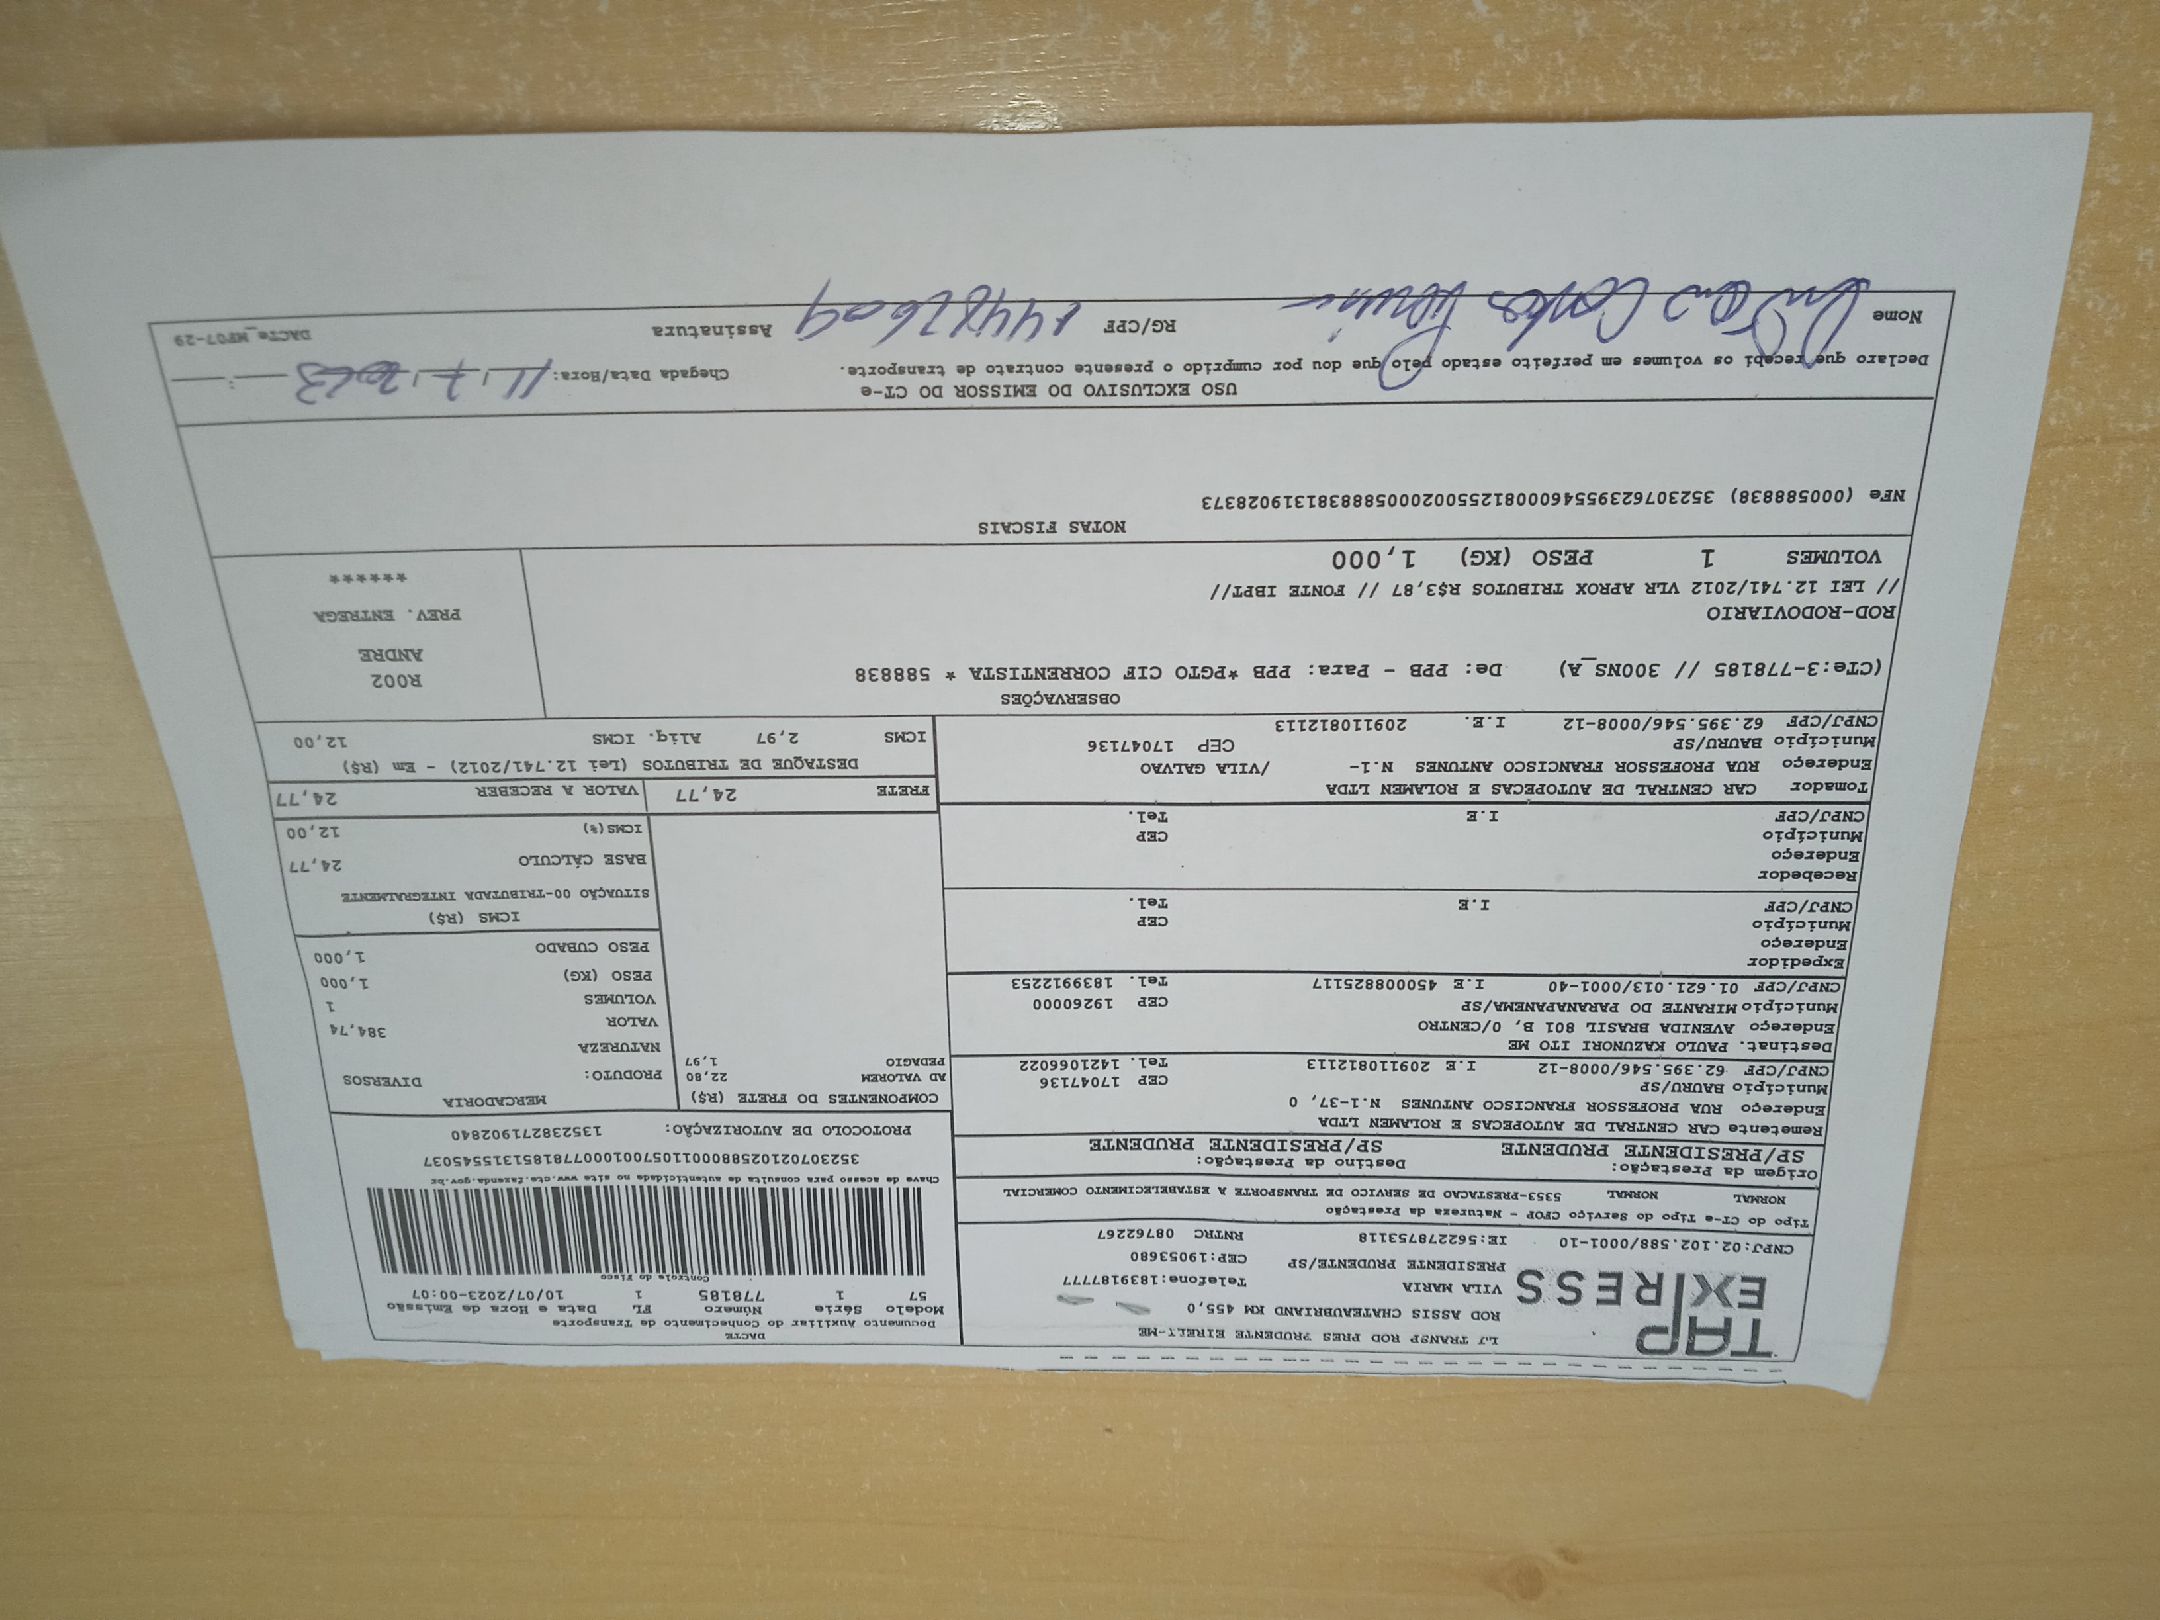 TAP
EXPRESS
LJ TRANSP ROD PRES PRUDENTE EIRELI-ME
ROD ASSIS CHATEAUBRIAND KM 455,0
VILA MARIA Telefone:1839187777
PRESIDENTE PRUDENTE/SP CEP:19053680
CNPJ:02.102.588/0001-10 IE:562278753118 RNTRC 08762267
Tipo do CT-e Tipo do Serviço CFOP - Natureza da Prestação
NORMAL NORMAL 5353-PRESTACAO DE SERVICO DE TRANSPORTE A ESTABELECIMENTO COMERCIAL
Origem da Prestação: Destino da Prestação:
SP/PRESIDENTE PRUDENTE SP/PRESIDENTE PRUDENTE
DACTE
Documento Auxiliar do Conhecimento de Transporte
Modelo Série Número FL Data e Hora de Emissão
57 1 778185 1 10/07/2023-00:07
Controle do Fisco
Chave de acesso para consulta de autenticidade no site www.cte.fazenda.gov.br
35230702102588000110570010007781851315545037
PROTOCOLO DE AUTORIZAÇÃO: 135238271902840
Remetente CAR CENTRAL DE AUTOPECAS E ROLAMEN LTDA
Endereço RUA PROFESSOR FRANCISCO ANTUNES N.1-37, 0
Município BAURU/SP CEP 17047136
CNPJ/CPF 62.395.546/0008-12 I.E 209110812113 Tel. 1421066022
Destinat. PAULO KAZUNORI ITO ME
Endereço AVENIDA BRASIL 801 B, 0/CENTRO
Município MIRANTE DO PARANAPANEMA/SP CEP 19260000
CNPJ/CPF 01.621.013/0001-40 I.E 45000825117 Tel. 1839912253
Expedidor
Endereço
Município CEP
CNPJ/CPF I.E Tel.
Recebedor
Endereço
Município CEP
CNPJ/CPF I.E Tel.
Tomador CAR CENTRAL DE AUTOPECAS E ROLAMEN LTDA
Endereço RUA PROFESSOR FRANCISCO ANTUNES N.1- /VILA GALVAO
Município BAURU/SP CEP 17047136
CNPJ/CPF 62.395.546/0008-12 I.E. 209110812113
COMPONENTES DO FRETE (R$)
AD VALOREM 22,80
PEDAGIO 1,97
MERCADORIA
PRODUTO: DIVERSOS
NATUREZA
VALOR 384,74
VOLUMES 1
PESO (KG) 1,000
PESO CUBADO 1,000
ICMS (R$)
SITUAÇÃO 00-TRIBUTADA INTEGRALMENTE
BASE CÁLCULO 24,77
ICMS(%) 12,00
FRETE 24,77 VALOR A RECEBER 24,77
DESTAQUE DE TRIBUTOS (Lei 12.741/2012) - Em (R$)
ICMS 2,97 Aliq. ICMS 12,00
OBSERVAÇÕES
(CTe:3-778185 // 300NS_A) De: PPB - Para: PPB *PGTO CIF CORRENTISTA * 588838
ROD-RODOVIARIO
// LEI 12.741/2012 VLR APROX TRIBUTOS R$3,87 // FONTE IBPT//
VOLUMES 1 PESO (KG) 1,000
R002
ANDRE
PREV. ENTREGA
******
NOTAS FISCAIS
NFe (000588838) 35230762395546000812550020005888381319028373
USO EXCLUSIVO DO EMISSOR DO CT-e
Declaro que recebi os volumes em perfeito estado pelo que dou por cumprido o presente contrato de transporte. Chegada Data/Hora: 11 / 7 / 2023
Nome RG/CPF Assinatura DACTe_MF07-29